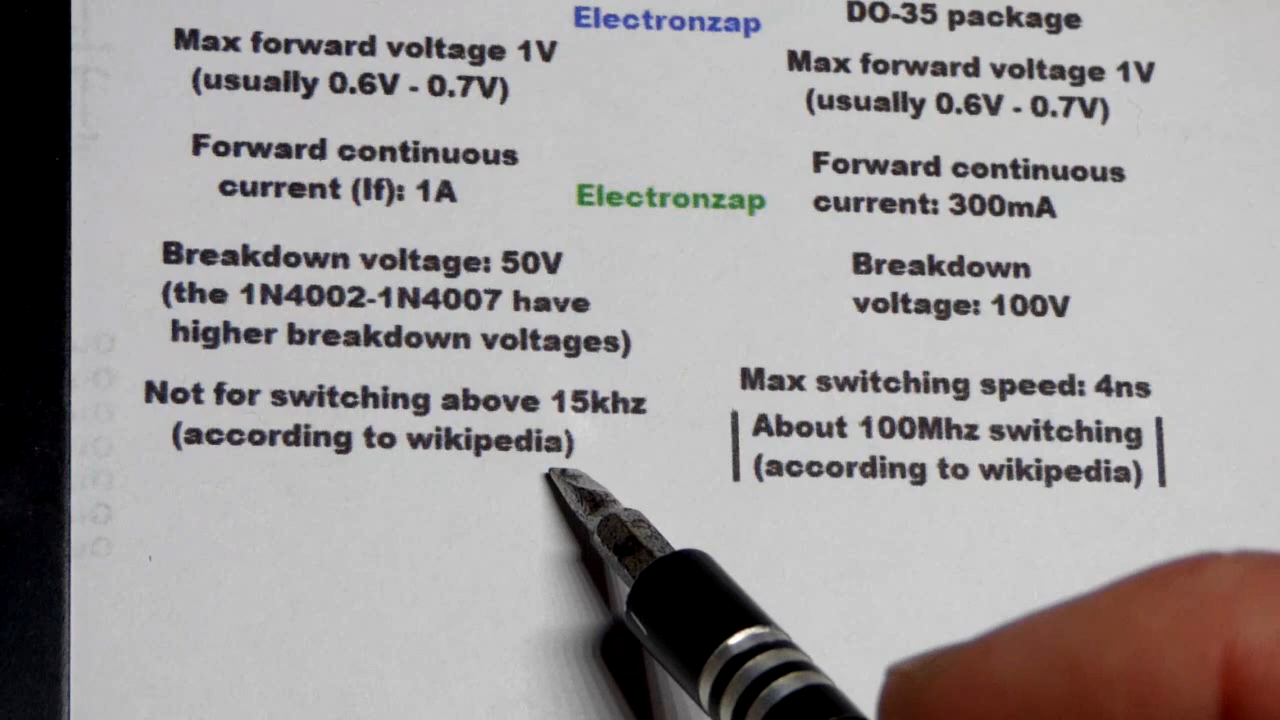 Electronzap
Max forward voltage 1V
(usually 0.6V - 0.7V)
Forward continuous
current (If): 1A
Electronzap
Breakdown voltage: 50V
(the 1N4002-1N4007 have
higher breakdown voltages)
Not for switching above 15khz
(according to wikipedia)
DO-35 package
Max forward voltage 1V
(usually 0.6V - 0.7V)
Forward continuous
current: 300mA
Breakdown
voltage: 100V
Max switching speed: 4ns
About 100Mhz switching
(according to wikipedia)